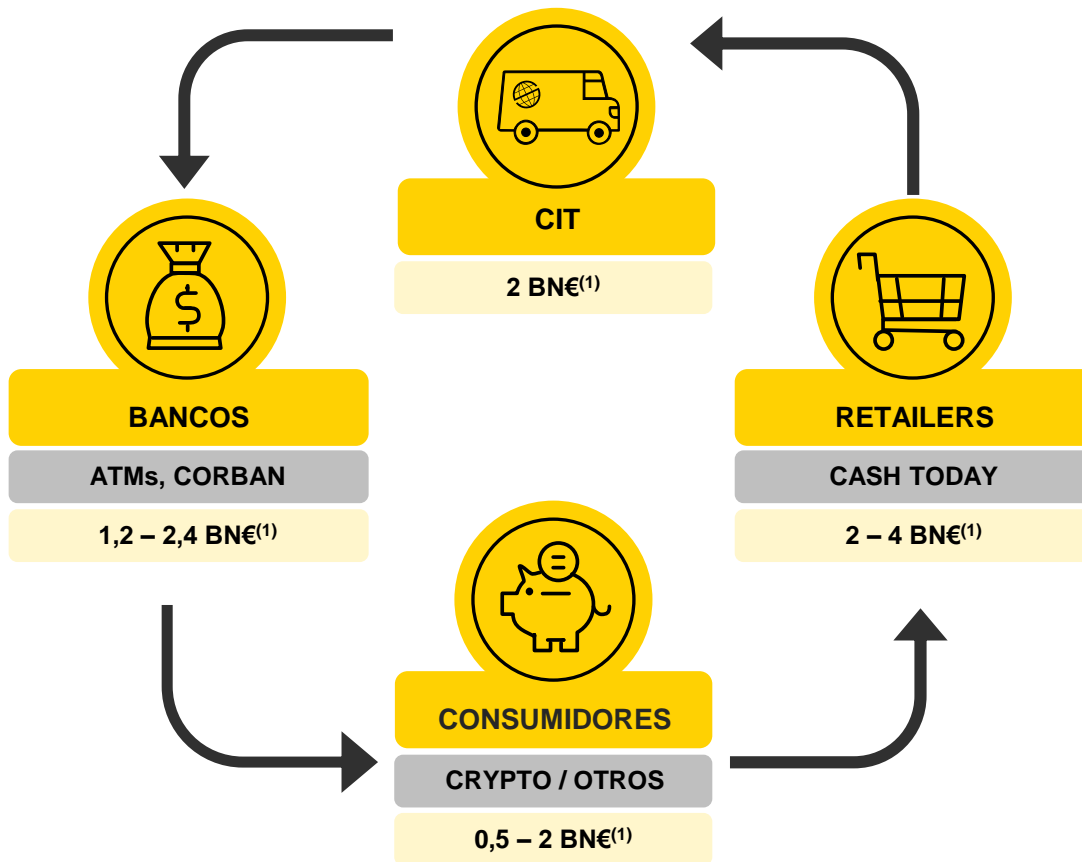 CIT
2 BN€(1)
$
BANCOS
ATMs, CORBAN
1,2 – 2,4 BN€(1)
RETAILERS
CASH TODAY
2 – 4 BN€(1)
CONSUMIDORES
CRYPTO / OTROS
0,5 – 2 BN€(1)